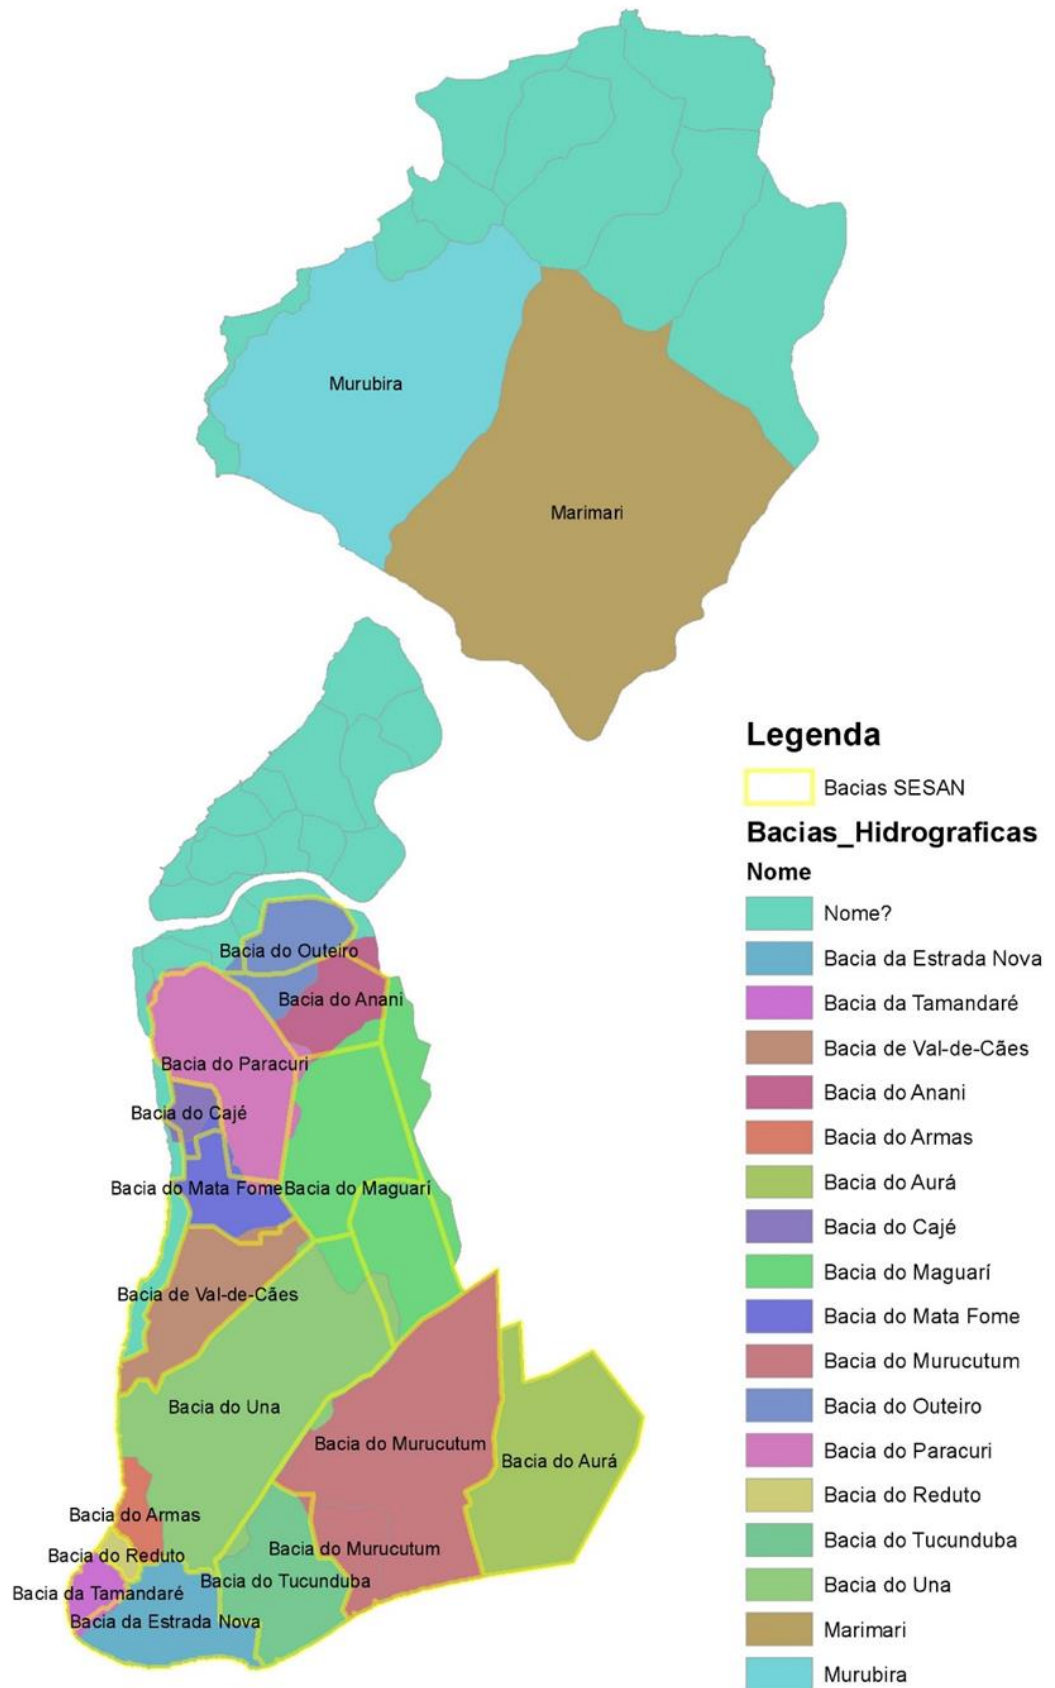 Murubira
Marimari
Bacia do Outeiro
Bacia do Anani
Bacia do Paracuri
Bacia do Cajé
Bacia do Mata Fome
Bacia do Maguarí
Bacia de Val-de-Cães
Bacia do Una
Bacia do Murucutum
Bacia do Aurá
Bacia do Armas
Bacia do Reduto
Bacia do Murucutum
Bacia do Tucunduba
Bacia da Tamandaré
Bacia da Estrada Nova
Legenda
Bacias SESAN
Bacias_Hidrograficas
Nome
Nome?
Bacia da Estrada Nova
Bacia da Tamandaré
Bacia de Val-de-Cães
Bacia do Anani
Bacia do Armas
Bacia do Aurá
Bacia do Cajé
Bacia do Maguarí
Bacia do Mata Fome
Bacia do Murucutum
Bacia do Outeiro
Bacia do Paracuri
Bacia do Reduto
Bacia do Tucunduba
Bacia do Una
Marimari
Murubira